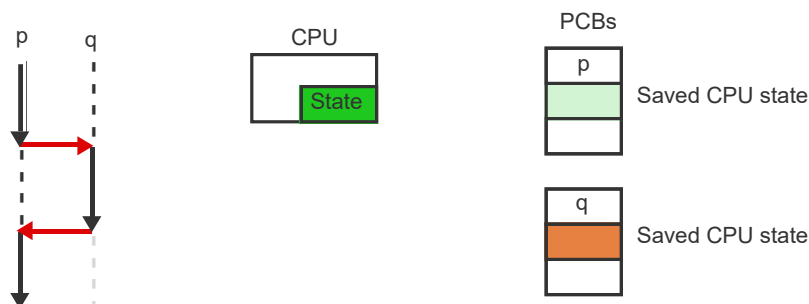 p
q
CPU
State
PCBs
p
Saved CPU state
q
Saved CPU state